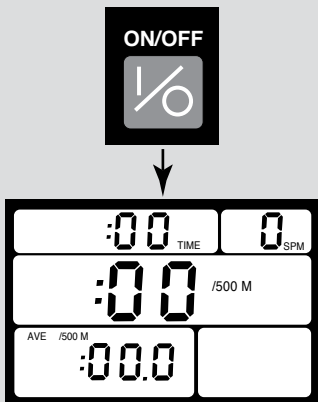 ON/OFF
I/O
:00 TIME 0 SPM
:00 /500 M
AVE /500 M
:00.0